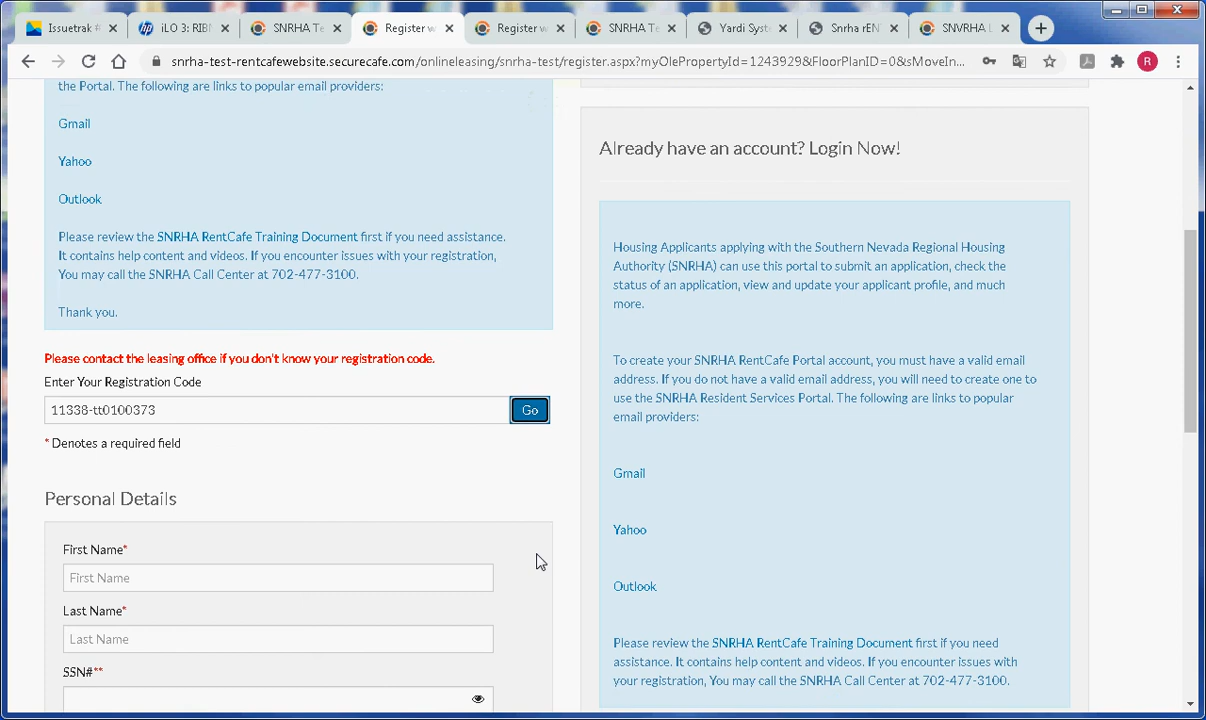 Issuetrak #
iLO 3: RIBI
SNRHA Te
Register w
Register w
SNRHA Te
Yardi Syst
Snrha rEN
SNVRHA L
snrha-test-rentcafewebsite.securecafe.com/onlineleasing/snrha-test/register.aspx?myOlePropertyId=1243929&FloorPlanID=0&sMoveIn...
R
the Portal. The following are links to popular email providers:
Gmail
Yahoo
Outlook
Please review the SNRHA RentCafe Training Document first if you need assistance.
It contains help content and videos. If you encounter issues with your registration,
You may call the SNRHA Call Center at 702-477-3100.
Thank you.
Please contact the leasing office if you don't know your registration code.
Enter Your Registration Code
11338-tt0100373
Go
* Denotes a required field
Personal Details
First Name*
First Name
Last Name*
Last Name
SSN#**
Already have an account? Login Now!
Housing Applicants applying with the Southern Nevada Regional Housing
Authority (SNRHA) can use this portal to submit an application, check the
status of an application, view and update your applicant profile, and much
more.
To create your SNRHA RentCafe Portal account, you must have a valid email
address. If you do not have a valid email address, you will need to create one to
use the SNRHA Resident Services Portal. The following are links to popular
email providers:
Gmail
Yahoo
Outlook
Please review the SNRHA RentCafe Training Document first if you need
assistance. It contains help content and videos. If you encounter issues with
your registration, You may call the SNRHA Call Center at 702-477-3100.